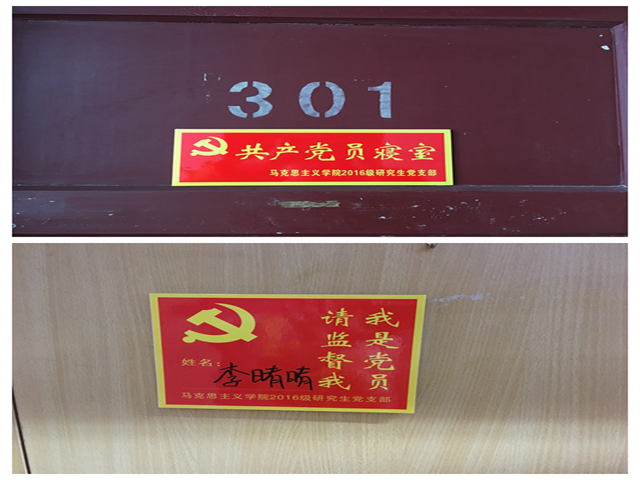 301
共产党员寝室
马克思主义学院2016级研究生党支部
我是党员
请监督我
姓名：李晴晴
马克思主义学院2016级研究生党支部